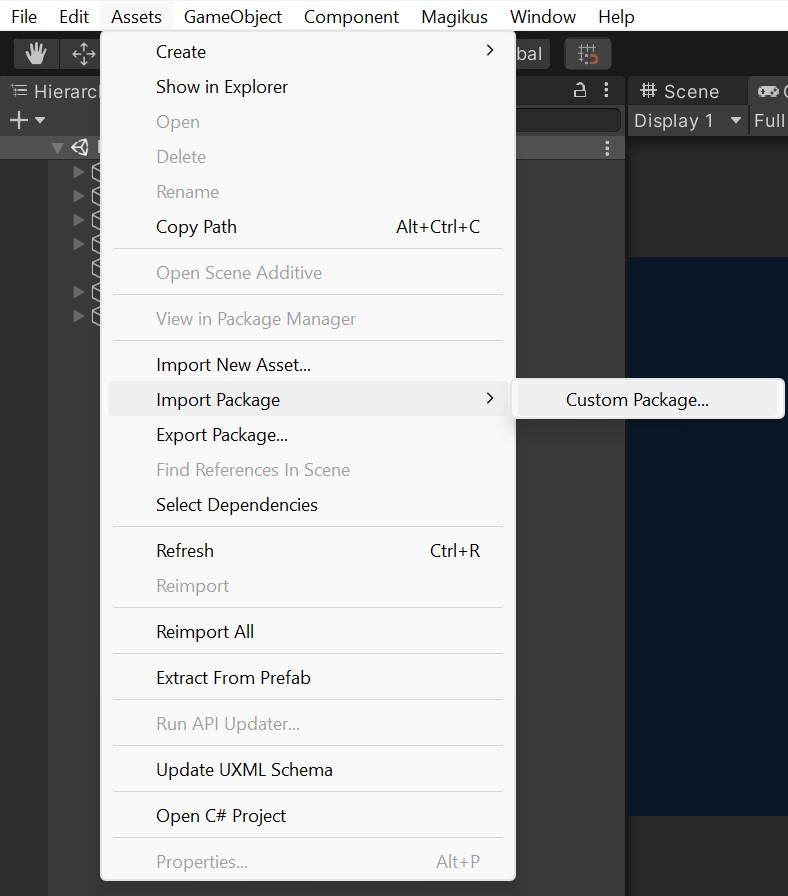 File Edit Assets GameObject Component Magikus Window Help
Create
Show in Explorer
Open
Delete
Rename
Copy Path Alt+Ctrl+C
Open Scene Additive
View in Package Manager
Import New Asset...
Import Package
Custom Package...
Export Package...
Find References In Scene
Select Dependencies
Refresh Ctrl+R
Reimport
Reimport All
Extract From Prefab
Run API Updater...
Update UXML Schema
Open C# Project
Properties... Alt+P
bal
Hierarc
Scene
Display 1 Full